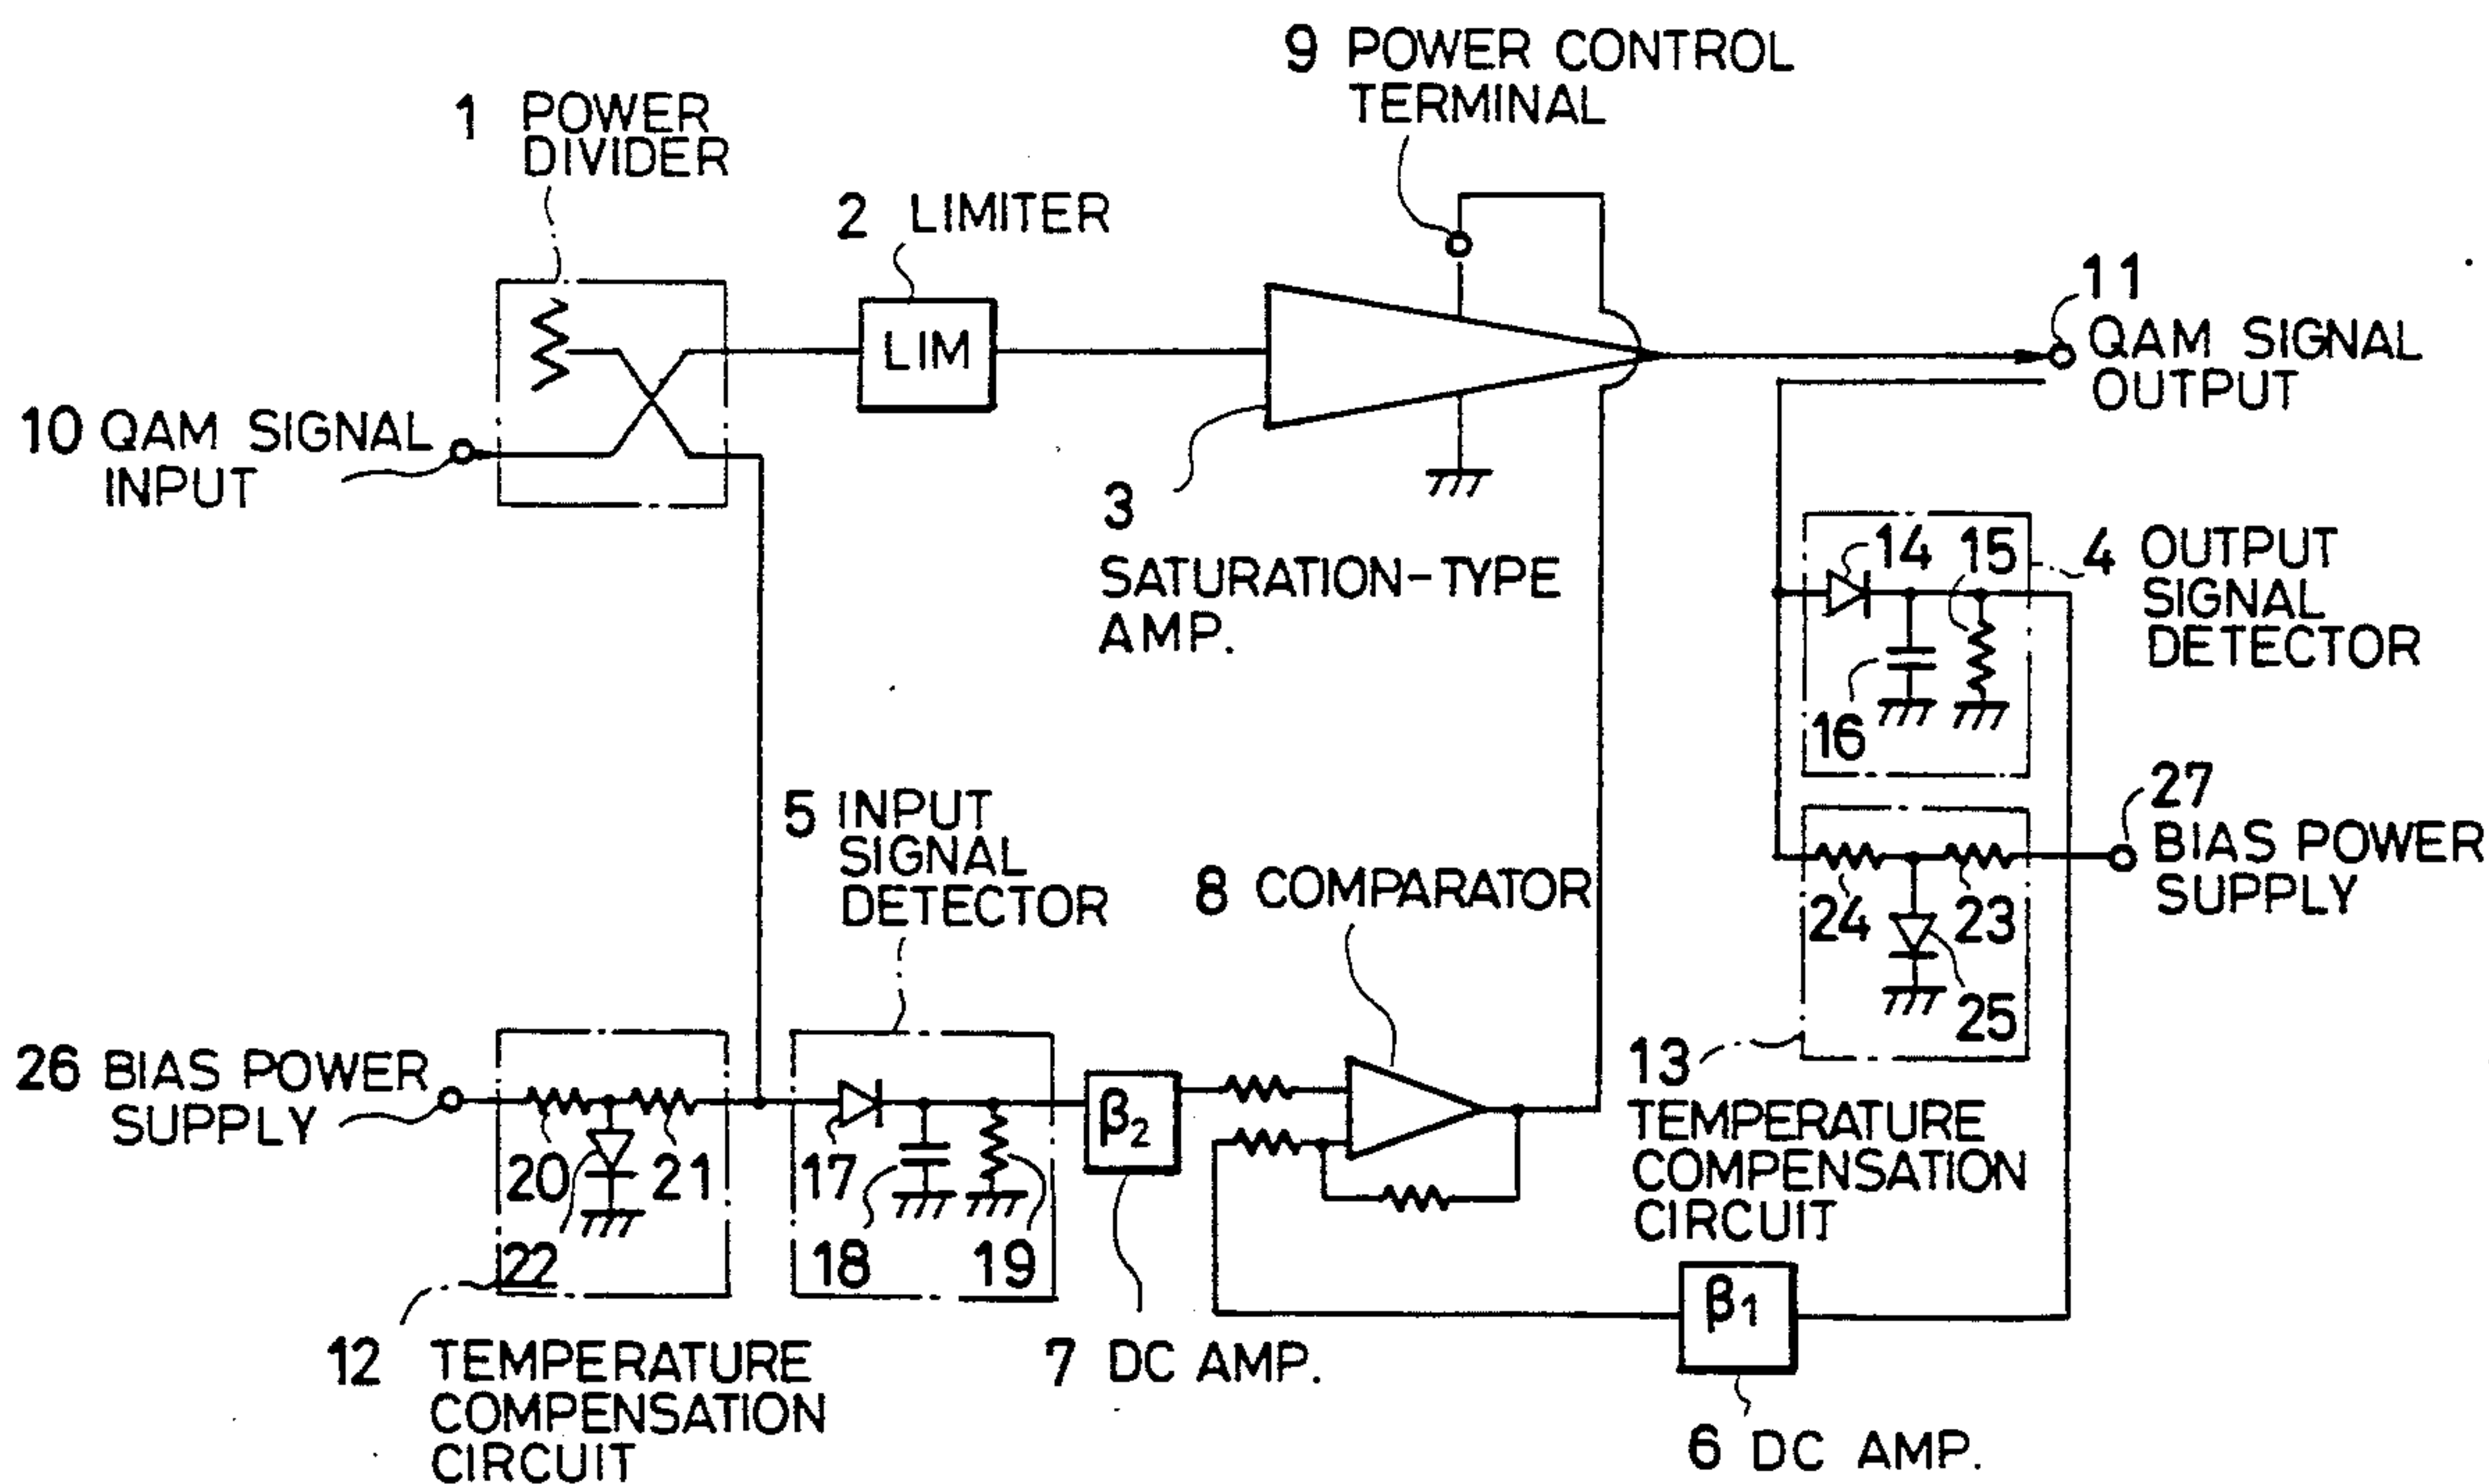 9 POWER CONTROL
TERMINAL
1 POWER
DIVIDER
2 LIMITER
LIM
11
QAM SIGNAL
OUTPUT
10 QAM SIGNAL
INPUT
3
SATURATION-TYPE
AMP.
14
15
4 OUTPUT
SIGNAL
DETECTOR
16
27
BIAS POWER
SUPPLY
5 INPUT
SIGNAL
DETECTOR
8 COMPARATOR
24
23
25
13
TEMPERATURE
COMPENSATION
CIRCUIT
26 BIAS POWER
SUPPLY
20
21
22
17
18
19
β2
β1
12 TEMPERATURE
COMPENSATION
CIRCUIT
7 DC AMP.
6 DC AMP.